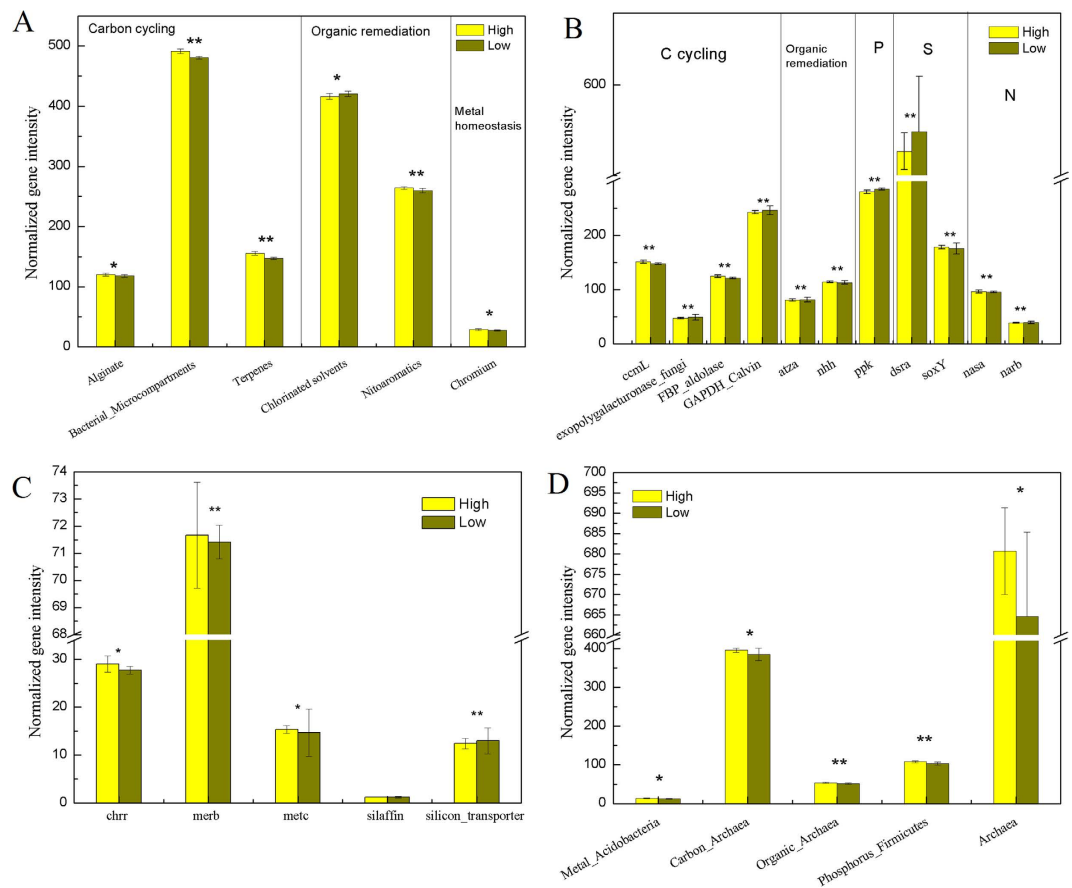 A
Carbon cycling
Organic remediation
High
Low
Metal
homeostasis
Normalized gene intensity
500
400
300
200
100
0
**
**
*
**
*
*
Alginate
Bacterial_Microcompartments
Terpenes
Chlorinated solvents
Nitoaromatics
Chromium
B
C cycling
Organic
remediation
P
S
N
High
Low
Normalized gene intensity
600
200
100
0
**
**
**
**
**
**
**
**
**
**
**
ccmL
exopolygalacturonase_fungi
FBP_aldolase
GAPDH_Calvin
atza
nhh
ppk
dsra
soxY
nasa
narb
C
High
Low
Normalized gene intensity
74
73
72
71
70
69
68
30
20
10
0
*
**
*
**
chrr
merb
metc
silaffin
silicon_transporter
D
High
Low
Normalized gene intensity
700
695
690
685
680
675
670
665
660
400
300
200
100
0
*
*
**
**
*
Metal_Acidobacteria
Carbon_Archaea
Organic_Archaea
Phosphorus_Firmicutes
Archaea